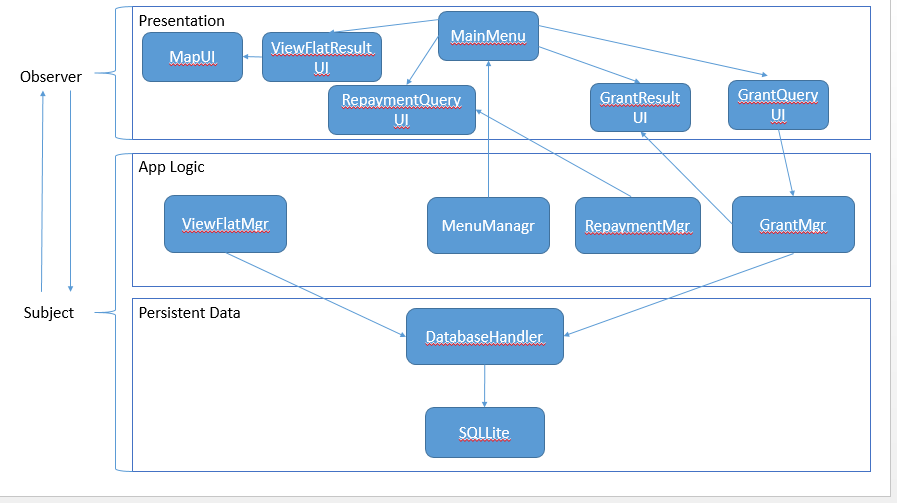 Presentation
MainMenu
MapUI
ViewFlatResult
UI
Observer
RepaymentQuery
UI
GrantResult
UI
GrantQuery
UI
App Logic
ViewFlatMgr
MenuManagr
RepaymentMgr
GrantMgr
Subject
Persistent Data
DatabaseHandler
SQLLite